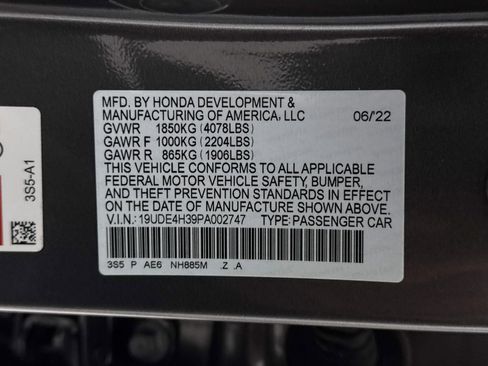 MFD. BY HONDA DEVELOPMENT &
MANUFACTURING OF AMERICA, LLC 06/'22
GVWR 1850KG (4078LBS)
GAWR F 1000KG (2204LBS)
GAWR R 865KG (1906LBS)
THIS VEHICLE CONFORMS TO ALL APPLICABLE
FEDERAL MOTOR VEHICLE SAFETY, BUMPER,
AND THEFT PREVENTION STANDARDS IN EFFECT
ON THE DATE OF MANUFACTURE SHOWN ABOVE.
V.I.N.: 19UDE4H39PA002747 TYPE: PASSENGER CAR
3S5 P AE6 NH885M .Z .A
3S5-A1